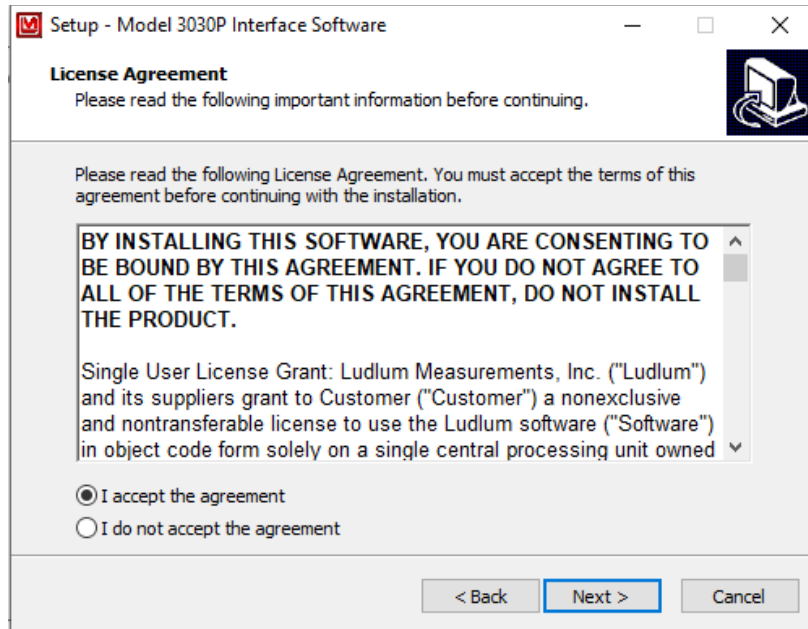 Setup - Model 3030P Interface Software
License Agreement
Please read the following important information before continuing.
Please read the following License Agreement. You must accept the terms of this
agreement before continuing with the installation.
BY INSTALLING THIS SOFTWARE, YOU ARE CONSENTING TO
BE BOUND BY THIS AGREEMENT. IF YOU DO NOT AGREE TO
ALL OF THE TERMS OF THIS AGREEMENT, DO NOT INSTALL
THE PRODUCT.
Single User License Grant: Ludlum Measurements, Inc. ("Ludlum")
and its suppliers grant to Customer ("Customer") a nonexclusive
and nontransferable license to use the Ludlum software ("Software")
in object code form solely on a single central processing unit owned
I accept the agreement
I do not accept the agreement
< Back Next > Cancel